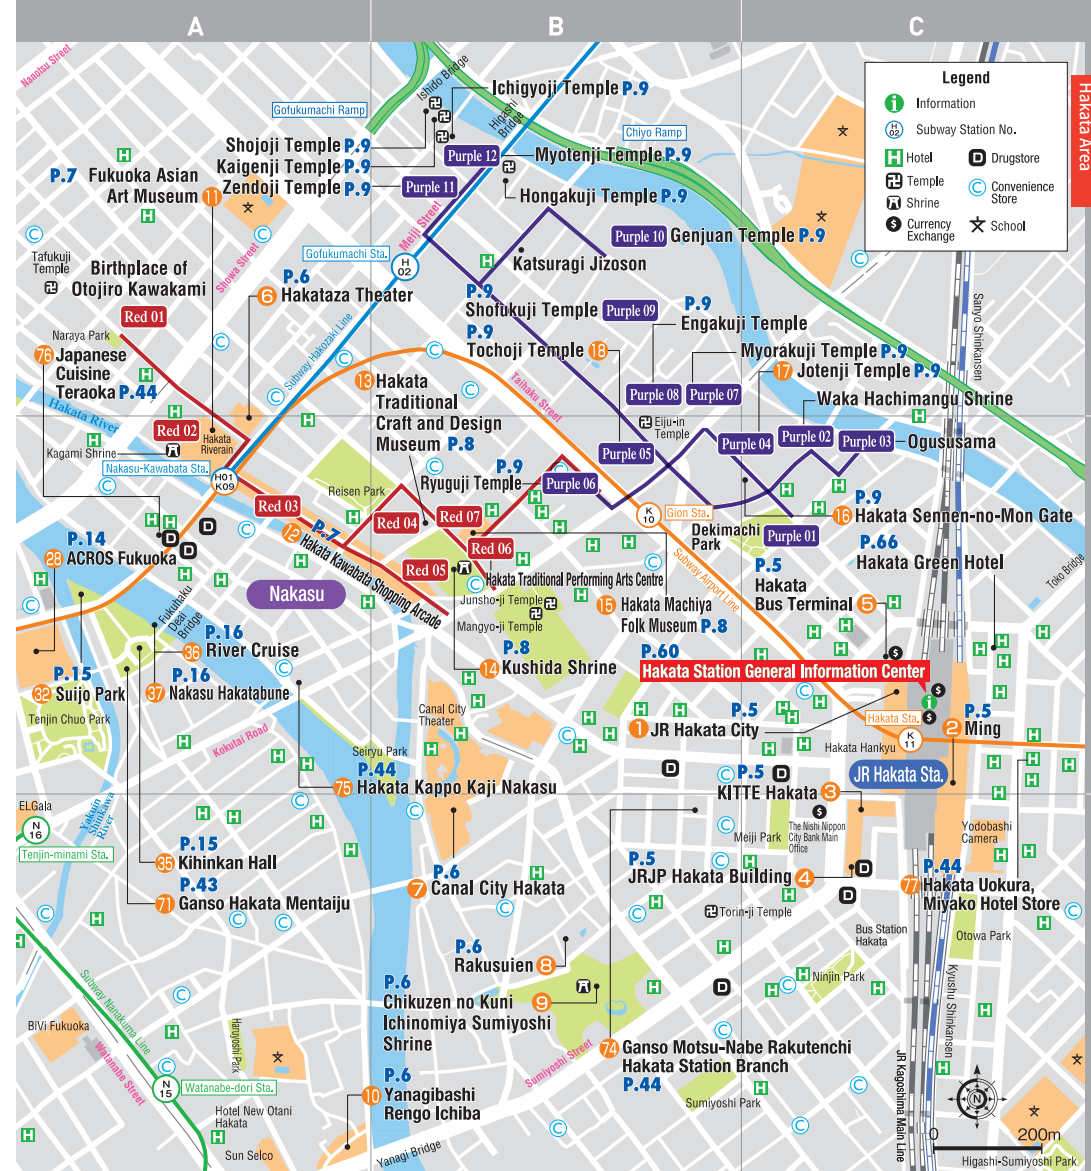 A
B
C
Hakata Area
Legend
Information
H 02
Subway Station No.
Hotel
Drugstore
Temple
Convenience
Store
Shrine
Currency
Exchange
School
Nanotsu Street
Ishido Bridge
Ichigyoji Temple P.9
Gofukumachi Ramp
Higashi
Bridge
Chiyo Ramp
Shojoji Temple P.9
Kaigenji Temple P.9
Zendoji Temple P.9
Purple 12
Myotenji Temple P.9
Purple 11
Hongakuji Temple P.9
P.7 Fukuoka Asian
Art Museum 11
Meiji Street
Purple 10
Genjuan Temple P.9
Katsuragi Jizoson
Gofukumachi Sta.
H 02
Showa Street
Tafukuji
Temple
Birthplace of
Otojiro Kawakami
P.6
6 Hakataza Theater
P.9
Shofukuji Temple
Purple 09
P.9
Engakuji Temple
Sanyo Shinkansen
Red 01
Naraya Park
76 Japanese
Cuisine
Teraoka P.44
Subway Hakozaki Line
P.9
Tochoji Temple 18
Myorakuji Temple P.9
17 Jotenji Temple P.9
13 Hakata
Traditional
Craft and Design
Museum P.8
Taihaku Street
Purple 08
Purple 07
Waka Hachimangu Shrine
Hakata River
Red 02
Hakata
Riverain
Kagami Shrine
Eiju-in
Temple
Purple 04
Purple 02
Purple 03
Ogususama
Purple 05
Nakasu-Kawabata Sta.
H01
K09
P.9
Ryuguji Temple
Purple 06
Reisen Park
Red 03
Red 04
Red 07
K 10
Gion Sta.
P.9
16 Hakata Sennen-no-Mon Gate
12
P.7
Hakata Kawabata Shopping Arcade
Red 06
Red 05
Dekimachi
Park
Purple 01
P.14
28 ACROS Fukuoka
P.66
Hakata Green Hotel
Toko Bridge
Hakata Traditional Performing Arts Centre
Subway Airport Line
P.5
Hakata
Bus Terminal 5
Nakasu
Junsho-ji Temple
Mangyo-ji Temple
15 Hakata Machiya
Folk Museum P.8
Fukuhaku
Deai
Bridge
P.16
36 River Cruise
P.8
14 Kushida Shrine
P.60
Hakata Station General Information Center
P.15
32 Suijo Park
P.16
37 Nakasu Hakatabune
Tenjin Chuo Park
Canal City
Theater
P.5
1 JR Hakata City
Hakata Sta.
P.5
2 Ming
Kokutai Road
Seiryu Park
Hakata Hankyu
K 11
P.44
75 Hakata Kappo Kaji Nakasu
JR Hakata Sta.
P.5
KITTE Hakata 3
ELGala
N 16
Yakuin
Shinkawa
River
Meiji Park
The Nishi Nippon
City Bank Main
Office
Yodobashi
Camera
Tenjin-minami Sta.
P.15
35 Kihinkan Hall
P.5
JRJP Hakata Building 4
P.43
71 Ganso Hakata Mentaiju
P.6
7 Canal City Hakata
P.44
77 Hakata Uokura,
Miyako Hotel Store
Torin-ji Temple
Bus Station
Hakata
Otowa Park
P.6
Rakusuien 8
Ninjin Park
Subway Nanakuma Line
P.6
Chikuzen no Kuni 9
Ichinomiya Sumiyoshi
Shrine
Kyushu Shinkansen
BiVi Fukuoka
Haruyoshi Park
74 Ganso Motsu-Nabe Rakutenchi
Hakata Station Branch
P.44
Sumiyoshi Street
Watanabe Street
N 15
Watanabe-dori Sta.
P.6
10 Yanagibashi
Rengo Ichiba
JR Kagoshima Main Line
N
Sumiyoshi Park
Hotel New Otani
Hakata
Sun Selco
Yanagi Bridge
0
200m
Higashi-Sumiyoshi Park